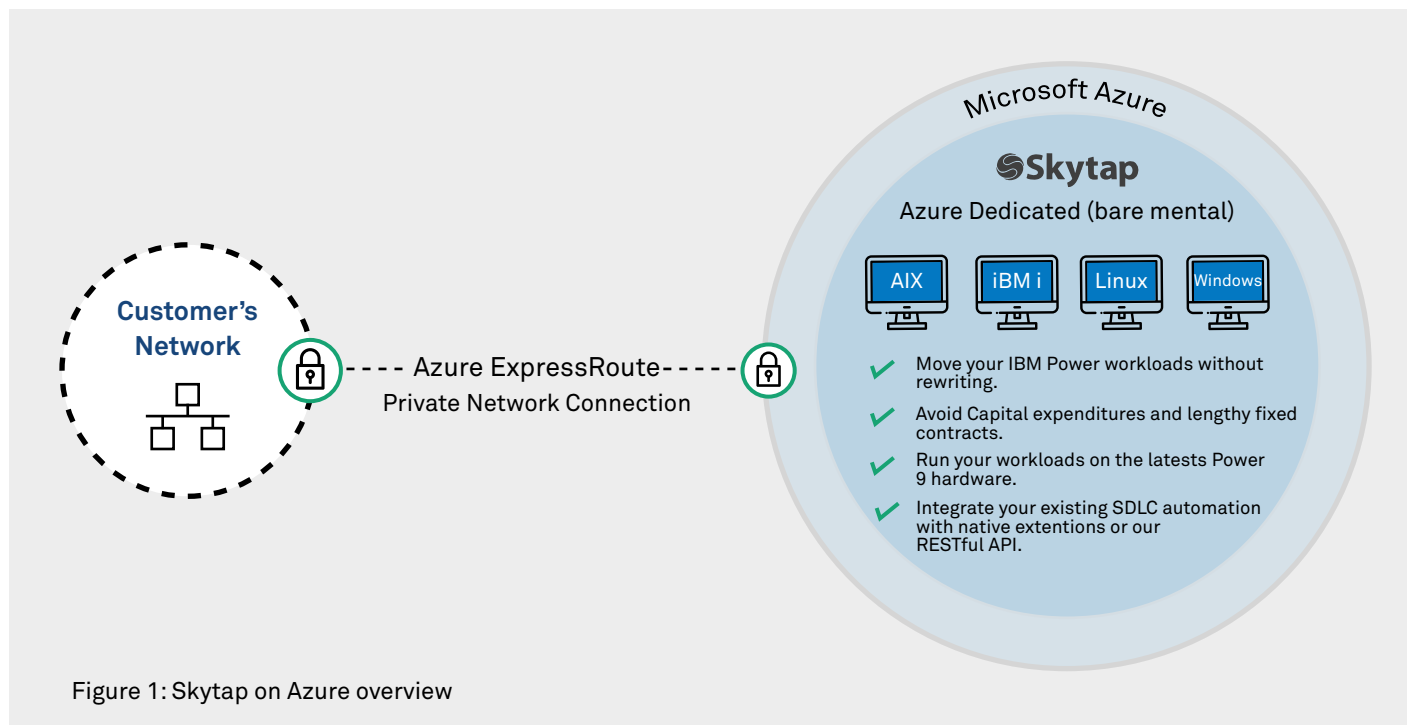 Microsoft Azure
Skytap
Azure Dedicated (bare mental)
AIX
iBM i
Linux
Windows
Customer's
Network
---- Azure ExpressRoute-----
Private Network Connection
Move your IBM Power workloads without
rewriting.
Avoid Capital expenditures and lengthy fixed
contracts.
Run your workloads on the latests Power
9 hardware.
Integrate your existing SDLC automation
with native extentions or our
RESTful API.
Figure 1: Skytap on Azure overview